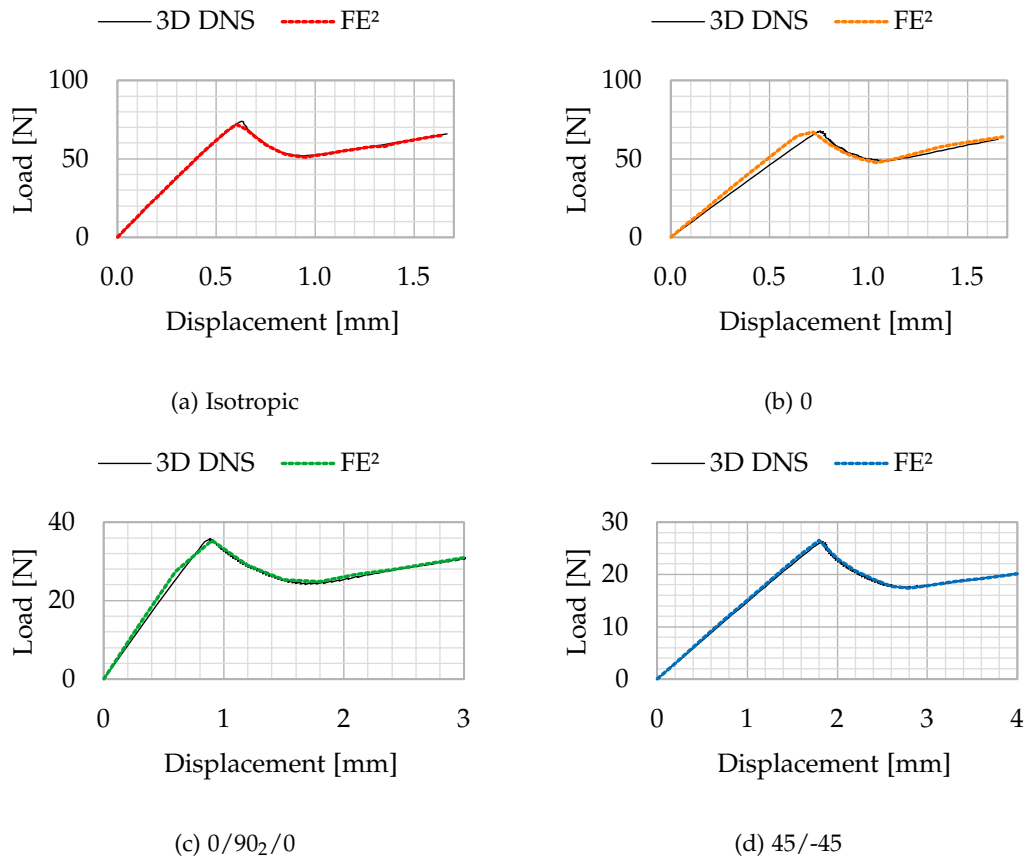 3D DNS FE² 3D DNS FE²
100 100
Load [N] 50 Load [N] 50
0 0
0.0 0.5 1.0 1.5 0.0 0.5 1.0 1.5
Displacement [mm] Displacement [mm]
(a) Isotropic (b) 0
3D DNS FE² 3D DNS FE²
40 30
Load [N] 20 Load [N] 20
10
0 0
0 1 2 3 0 1 2 3 4
Displacement [mm] Displacement [mm]
(c) 0/90₂/0 (d) 45/-45